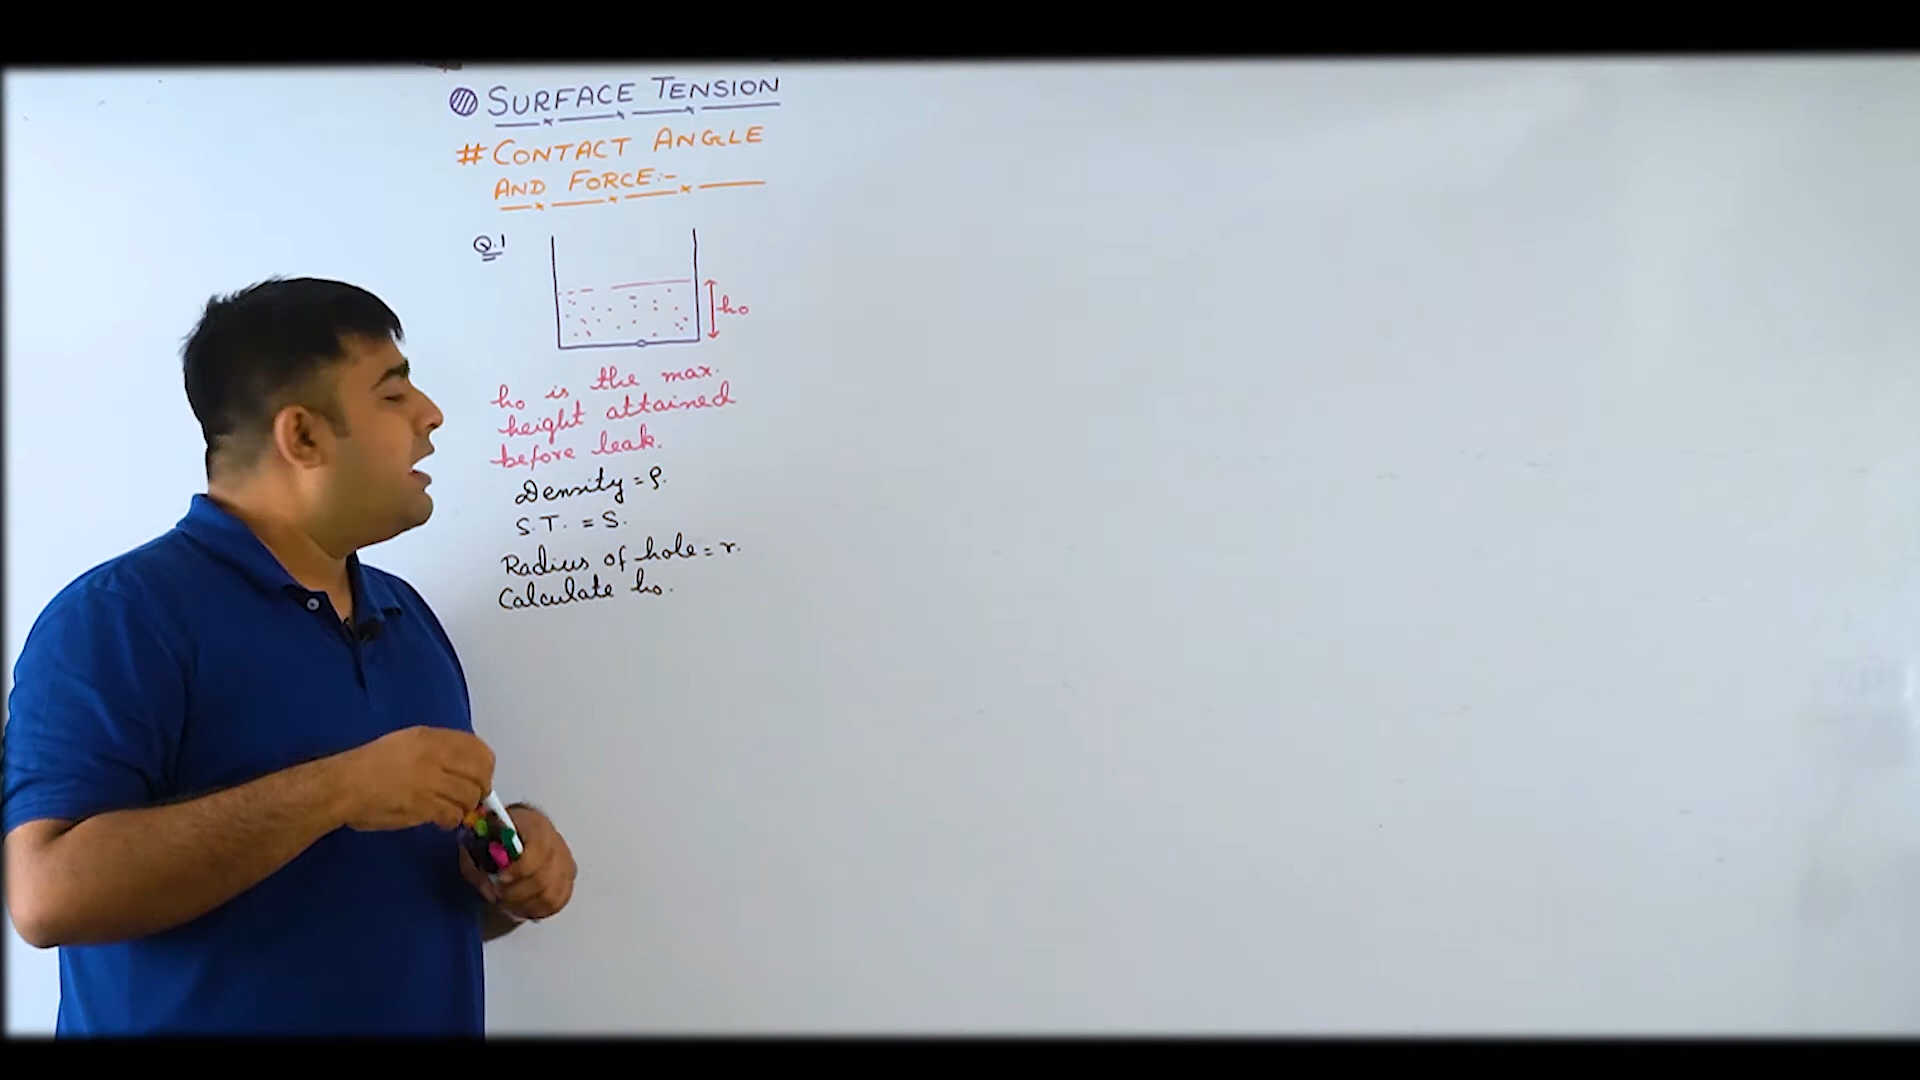 SURFACE TENSION
# CONTACT ANGLE
AND FORCE:-
Q.1
ho
ho is the max.
height attained
before leak.
Density = ρ.
S.T. = S.
Radius of hole = r.
Calculate ho.